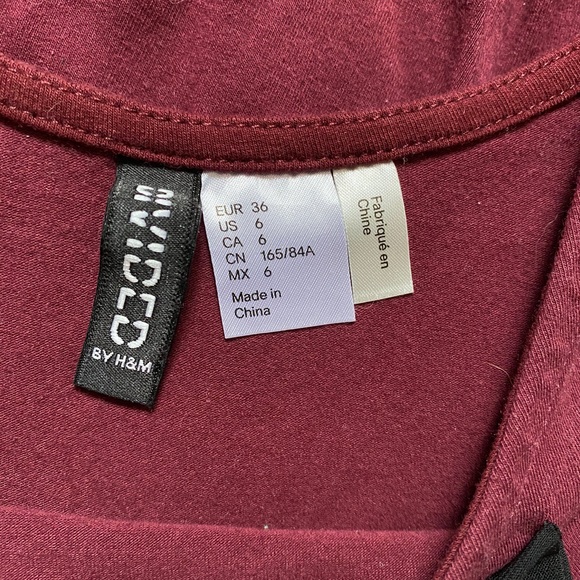 DIVIDED
BY H&M
EUR 36
US 6
CA 6
CN 165/84A
MX 6
Made in
China
Fabriqué en
Chine